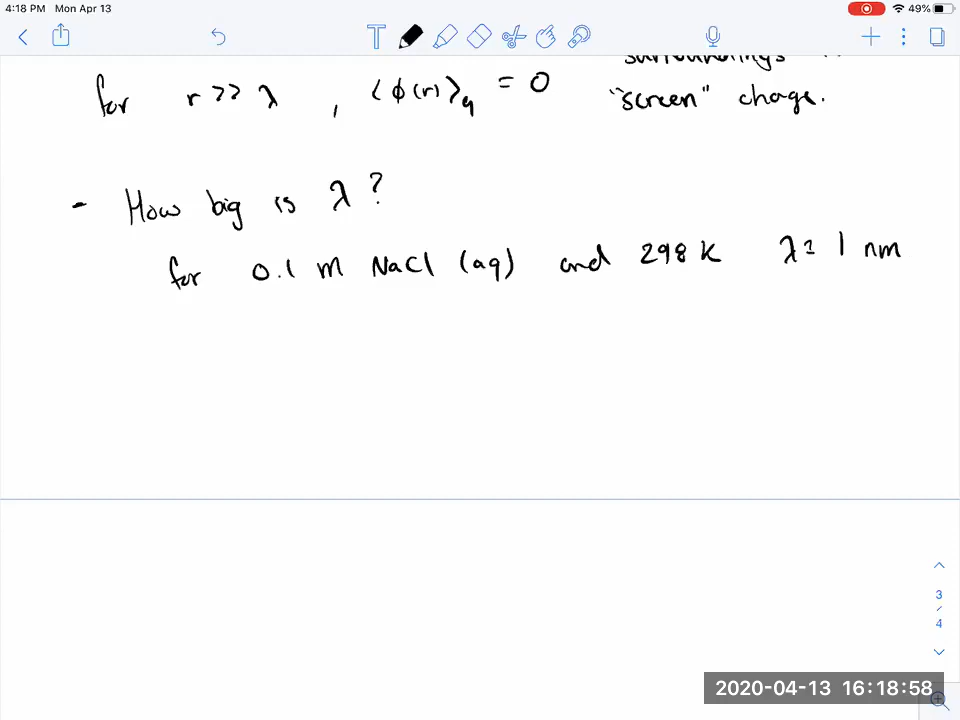 4:18 PM Mon Apr 13
49%
surroundings
for r >> λ , ⟨ϕ(r)⟩q = 0 "screen" charge.
- How big is λ ?
for 0.1 m NaCl (aq) and 298 K λ = 1 nm
3
/
4
2020-04-13 16:18:58